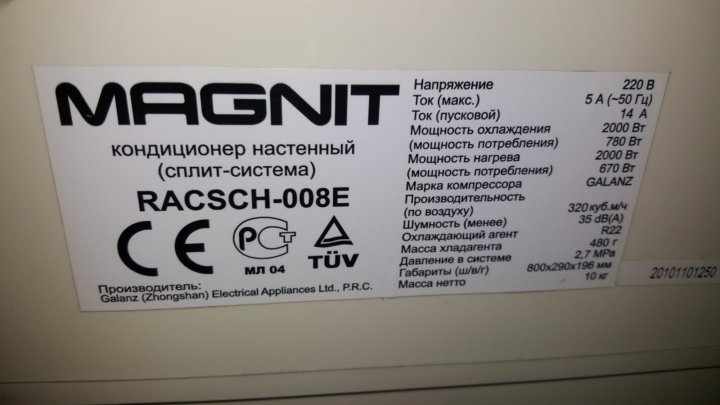 MAGNIT
кондиционер настенный
(сплит-система)
RACSCH-008E
CE
РСТ
МЛ 04
TÜV
Производитель:
Galanz (Zhongshan) Electrical Appliances Ltd., P.R.C.
Напряжение 220 В
Ток (макс.) 5 А (~50 Гц)
Ток (пусковой) 14 А
Мощность охлаждения 2000 Вт
(мощность потребления) 780 Вт
Мощность нагрева 2000 Вт
(мощность потребления) 670 Вт
Марка компрессора GALANZ
Производительность
(по воздуху) 320 куб.м/ч
Шумность (менее) 35 dB(A)
Охлаждающий агент R22
Масса хладагента 480 г
Давление в системе 2,7 MPa
Габариты (ш/в/г) 800x290x196 мм
Масса нетто 10 кг
20101101250